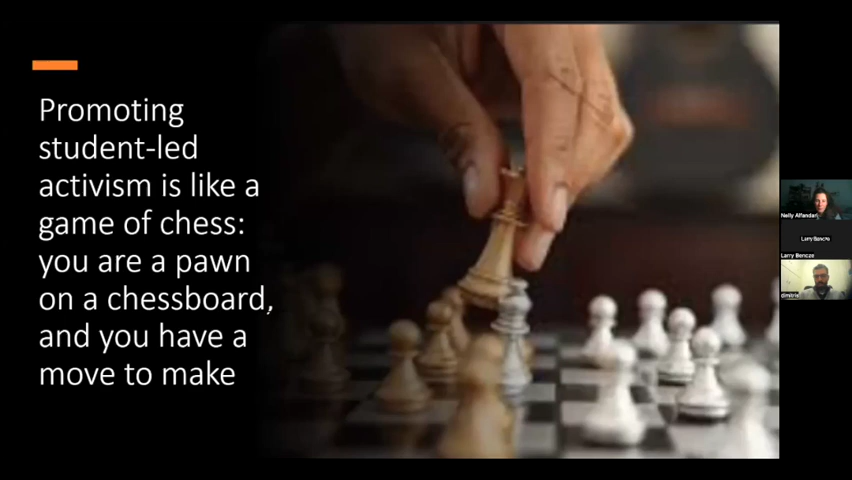 Promoting
student-led
activism is like a
game of chess:
you are a pawn
on a chessboard,
and you have a
move to make
Nelly Alfandari
Larry Bencze
Larry Bencze
dimitris